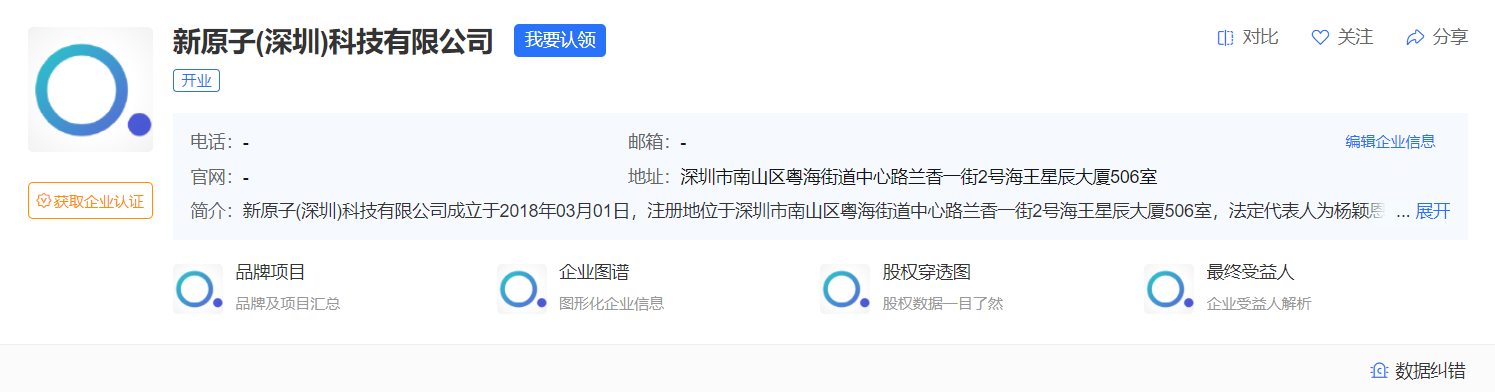 新原子(深圳)科技有限公司 我要认领
对比 关注 分享
开业
电话：- 邮箱：- 编辑企业信息
官网：- 地址：深圳市南山区粤海街道中心路兰香一街2号海王星辰大厦506室
获取企业认证
简介：新原子(深圳)科技有限公司成立于2018年03月01日，注册地位于深圳市南山区粤海街道中心路兰香一街2号海王星辰大厦506室，法定代表人为杨颖恩 ... 展开
品牌项目 企业图谱 股权穿透图 最终受益人
品牌及项目汇总 图形化企业信息 股权数据一目了然 企业受益人解析
数据纠错